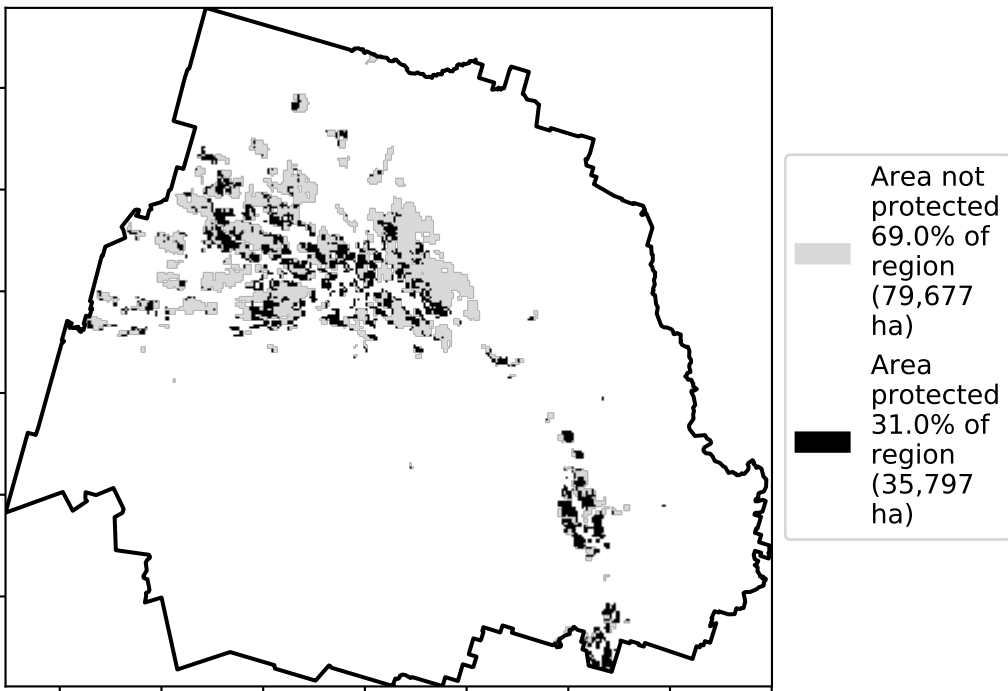 Area not
protected
69.0% of
region
(79,677
ha)
Area
protected
31.0% of
region
(35,797
ha)